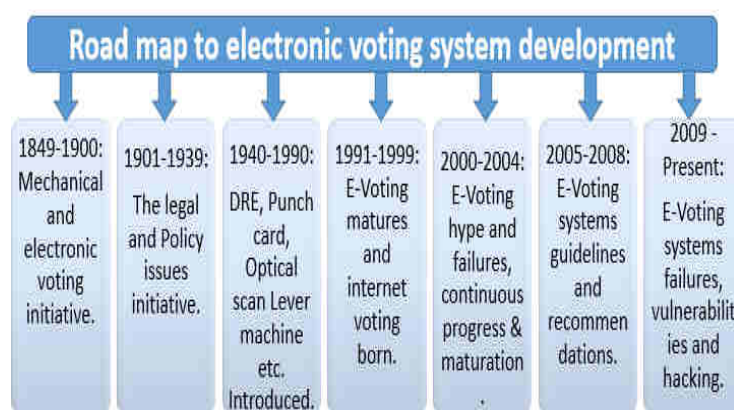 Road map to electronic voting system development
1849-1900:
Mechanical
and
electronic
voting
initiative.
1901-1939:
The legal
and Policy
issues
initiative.
1940-1990:
DRE, Punch
card,
Optical
scan Lever
machine
etc.
Introduced.
1991-1999:
E-Voting
matures
and
internet
voting
born.
2000-2004:
E-Voting
hype and
failures,
continuous
progress &
maturation
.
2005-2008:
E-Voting
systems
guidelines
and
recommen
dations.
2009 -
Present:
E-Voting
systems
failures,
vulnerabilit
ies and
hacking.